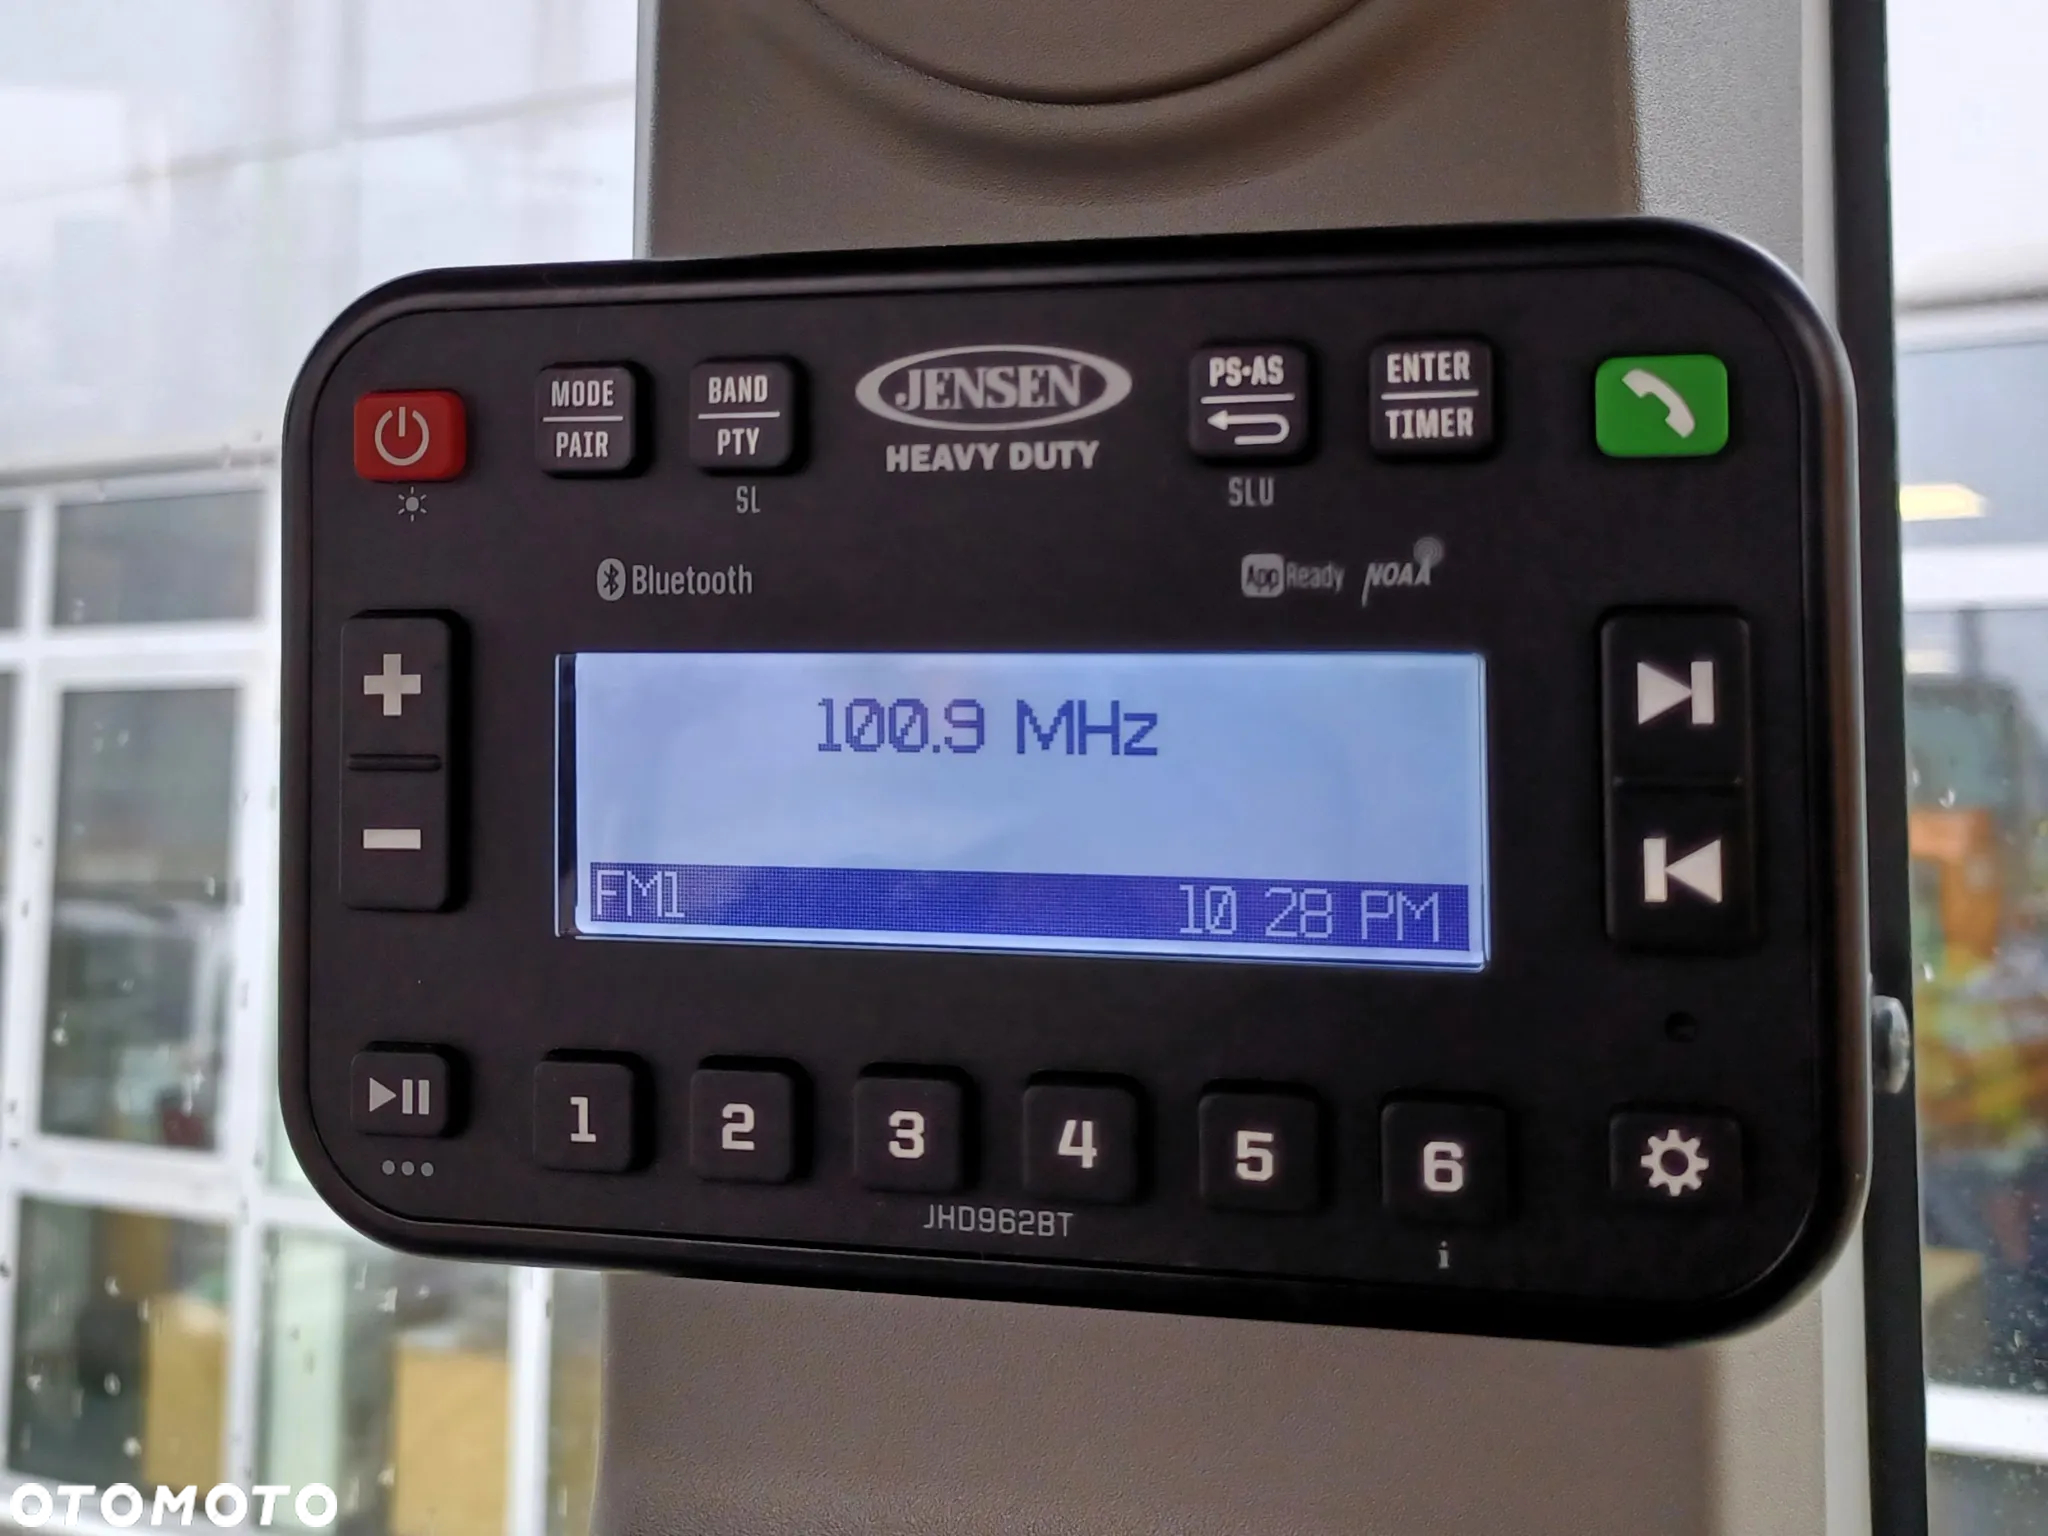 MODE
PAIR
BAND
PTY
SL
JENSEN
HEAVY DUTY
PS•AS
SLU
ENTER
TIMER
Bluetooth
App Ready
NOAA
100.9 MHz
FM1 10 28 PM
1 2 3 4 5 6
JHD962BT
i
OTOMOTO